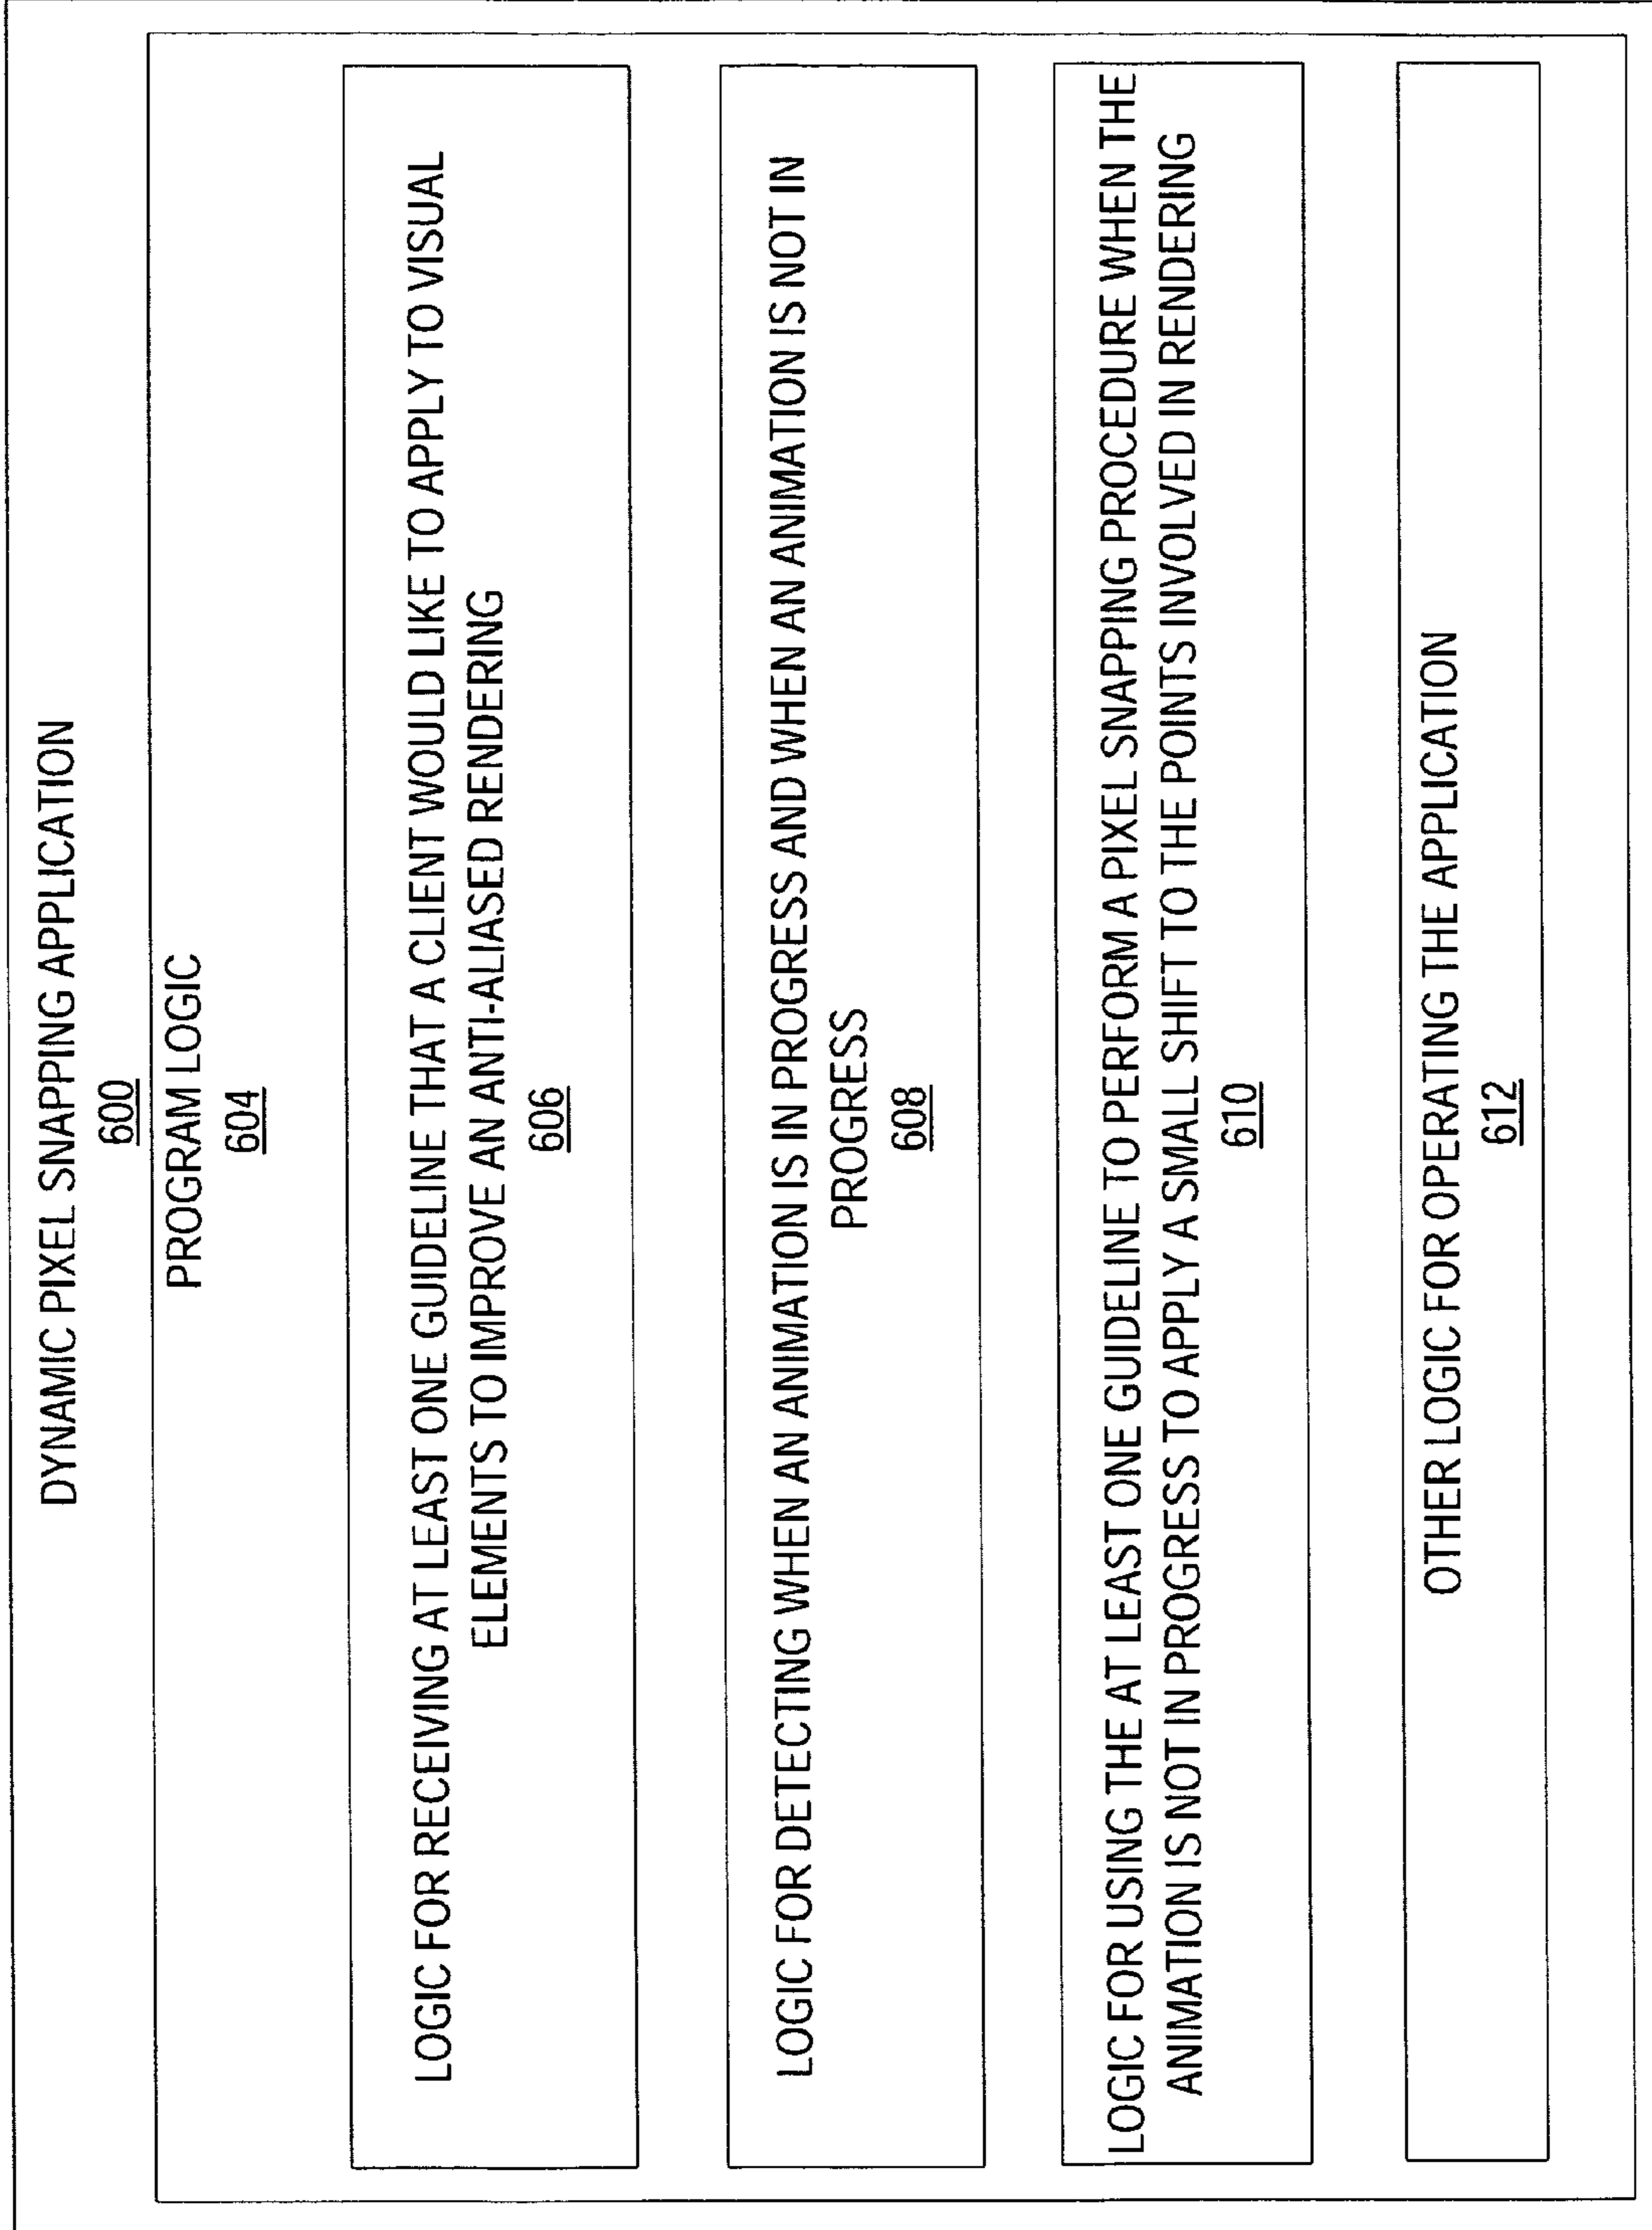 DYNAMIC PIXEL SNAPPING APPLICATION
600
PROGRAM LOGIC
604
LOGIC FOR RECEIVING AT LEAST ONE GUIDELINE THAT A CLIENT WOULD LIKE TO APPLY TO VISUAL
ELEMENTS TO IMPROVE AN ANTI-ALIASED RENDERING
606
LOGIC FOR DETECTING WHEN AN ANIMATION IS IN PROGRESS AND WHEN AN ANIMATION IS NOT IN
PROGRESS
608
LOGIC FOR USING THE AT LEAST ONE GUIDELINE TO PERFORM A PIXEL SNAPPING PROCEDURE WHEN THE
ANIMATION IS NOT IN PROGRESS TO APPLY A SMALL SHIFT TO THE POINTS INVOLVED IN RENDERING
610
OTHER LOGIC FOR OPERATING THE APPLICATION
612